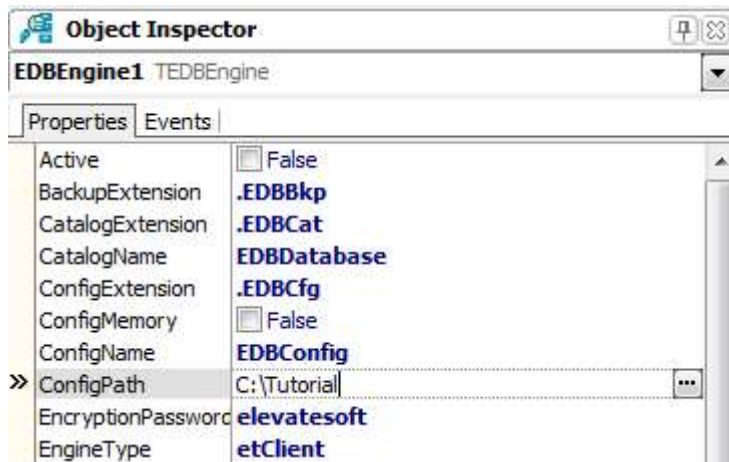 Object Inspector
EDBEngine1 TEDBEngine
Properties Events
Active False
BackupExtension .EDBBkp
CatalogExtension .EDBCat
CatalogName EDBDatabase
ConfigExtension .EDBCfg
ConfigMemory False
ConfigName EDBConfig
» ConfigPath C:\Tutorial ...
EncryptionPassword elevatesoft
EngineType etClient